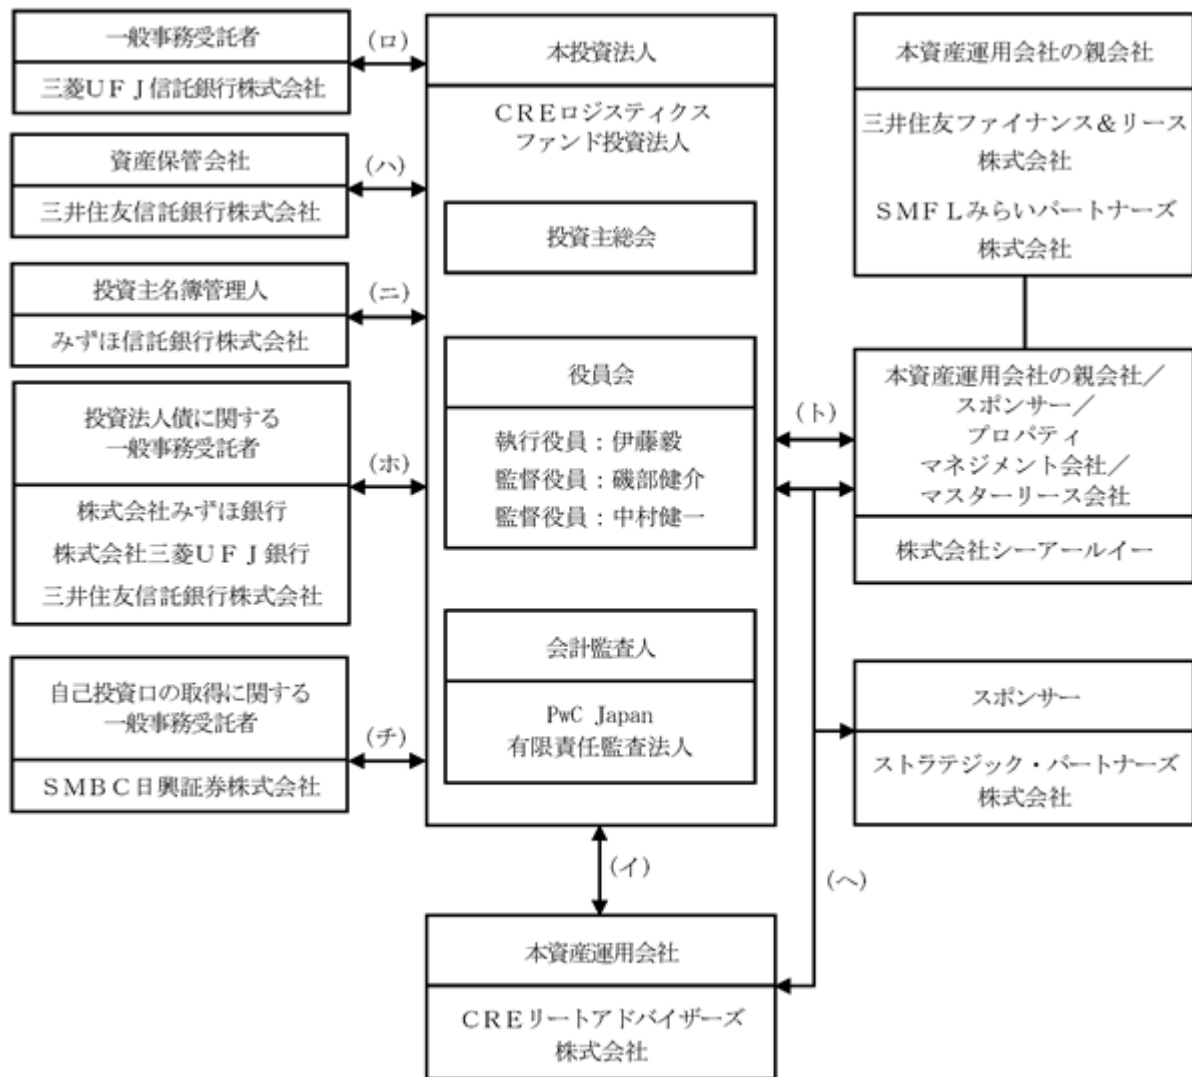 一般事務受託者
三菱UFJ信託銀行株式会社
(ロ)
資産保管会社
三井住友信託銀行株式会社
(ハ)
投資主名簿管理人
みずほ信託銀行株式会社
(ニ)
投資法人債に関する
一般事務受託者
株式会社みずほ銀行
株式会社三菱UFJ銀行
三井住友信託銀行株式会社
(ホ)
自己投資口の取得に関する
一般事務受託者
SMBC日興証券株式会社
(チ)
本投資法人
CREロジスティクス
ファンド投資法人
投資主総会
役員会
執行役員:伊藤毅
監督役員:磯部健介
監督役員:中村健一
会計監査人
PwC Japan
有限責任監査法人
(イ)
本資産運用会社
CREリートアドバイザーズ
株式会社
本資産運用会社の親会社
三井住友ファイナンス&リース
株式会社
SMFLみらいパートナーズ
株式会社
(ト)
本資産運用会社の親会社/
スポンサー/
プロパティ
マネジメント会社/
マスターリース会社
株式会社シーアールイー
スポンサー
ストラテジック・パートナーズ
株式会社
(ヘ)